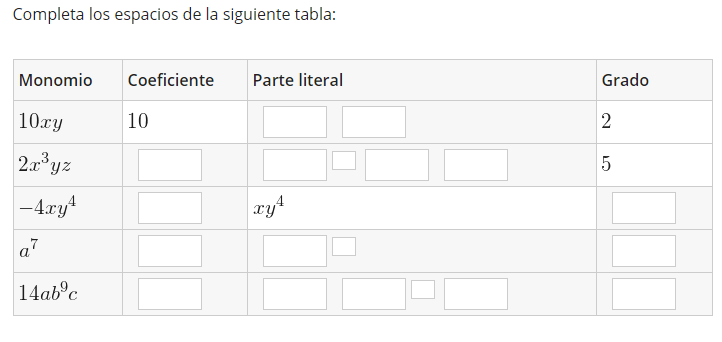 Completa los espacios de la siguiente tabla:
Monomio Coeficiente Parte literal Grado
10xy 10 2
2x³yz 5
−4xy⁴ xy⁴
a⁷
14ab⁹c